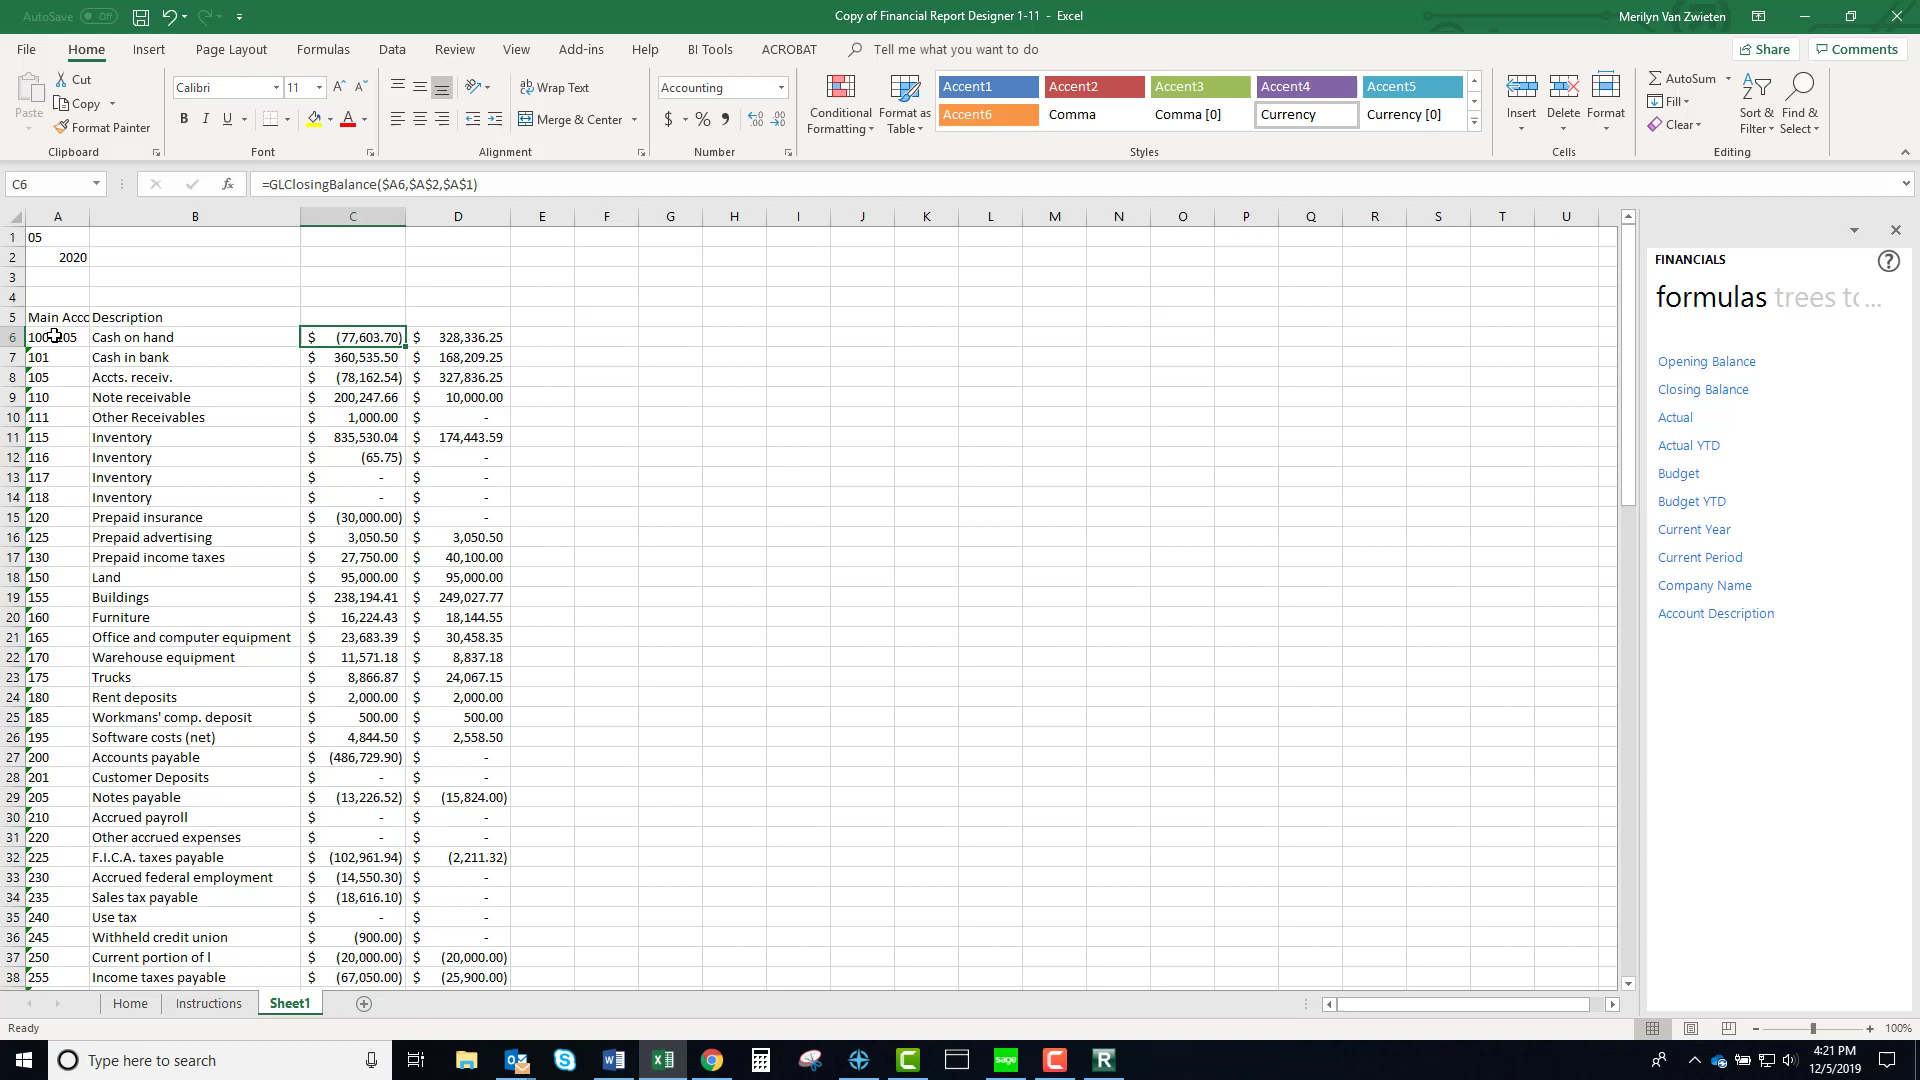 AutoSave Off
Copy of Financial Report Designer 1-11 - Excel
Merilyn Van Zwieten
File Home Insert Page Layout Formulas Data Review View Add-ins Help BI Tools ACROBAT Tell me what you want to do
Share Comments
Paste
Cut
Copy
Format Painter
Clipboard
Calibri 11
B I U
Font
Wrap Text
Merge & Center
Alignment
Accounting
$ % ,
Number
Conditional Formatting
Format as Table
Accent1 Accent2 Accent3 Accent4 Accent5
Accent6 Comma Comma [0] Currency Currency [0]
Styles
Insert Delete Format
Cells
AutoSum
Fill
Clear
Sort & Filter
Find & Select
Editing
C6 fx =GLClosingBalance($A6,$A$2,$A$1)
A B C D E F G H I J K L M N O P Q R S T U
1 05
2 2020
3
4
5 Main Acco Description
6 Cash on hand $ (77,603.70) $ 328,336.25
7 101 Cash in bank $ 360,535.50 $ 168,209.25
8 105 Accts. receiv. $ (78,162.54) $ 327,836.25
9 110 Note receivable $ 200,247.66 $ 10,000.00
10 111 Other Receivables $ 1,000.00 $ -
11 115 Inventory $ 835,530.04 $ 174,443.59
12 116 Inventory $ (65.75) $ -
13 117 Inventory $ - $ -
14 118 Inventory $ - $ -
15 120 Prepaid insurance $ (30,000.00) $ -
16 125 Prepaid advertising $ 3,050.50 $ 3,050.50
17 130 Prepaid income taxes $ 27,750.00 $ 40,100.00
18 150 Land $ 95,000.00 $ 95,000.00
19 155 Buildings $ 238,194.41 $ 249,027.77
20 160 Furniture $ 16,224.43 $ 18,144.55
21 165 Office and computer equipment $ 23,683.39 $ 30,458.35
22 170 Warehouse equipment $ 11,571.18 $ 8,837.18
23 175 Trucks $ 8,866.87 $ 24,067.15
24 180 Rent deposits $ 2,000.00 $ 2,000.00
25 185 Workmans' comp. deposit $ 500.00 $ 500.00
26 195 Software costs (net) $ 4,844.50 $ 2,558.50
27 200 Accounts payable $ (486,729.90) $ -
28 201 Customer Deposits $ - $ -
29 205 Notes payable $ (13,226.52) $ (15,824.00)
30 210 Accrued payroll $ - $ -
31 220 Other accrued expenses $ - $ -
32 225 F.I.C.A. taxes payable $ (102,961.94) $ (2,211.32)
33 230 Accrued federal employment $ (14,550.30) $ -
34 235 Sales tax payable $ (18,616.10) $ -
35 240 Use tax $ - $ -
36 245 Withheld credit union $ (900.00) $ -
37 250 Current portion of l $ (20,000.00) $ (20,000.00)
38 255 Income taxes payable $ (67,050.00) $ (25,900.00)
FINANCIALS
?
formulas trees to ...
Opening Balance
Closing Balance
Actual
Actual YTD
Budget
Budget YTD
Current Year
Current Period
Company Name
Account Description
Home Instructions Sheet1
Ready
100%
Type here to search
sage
R
4:21 PM
12/5/2019